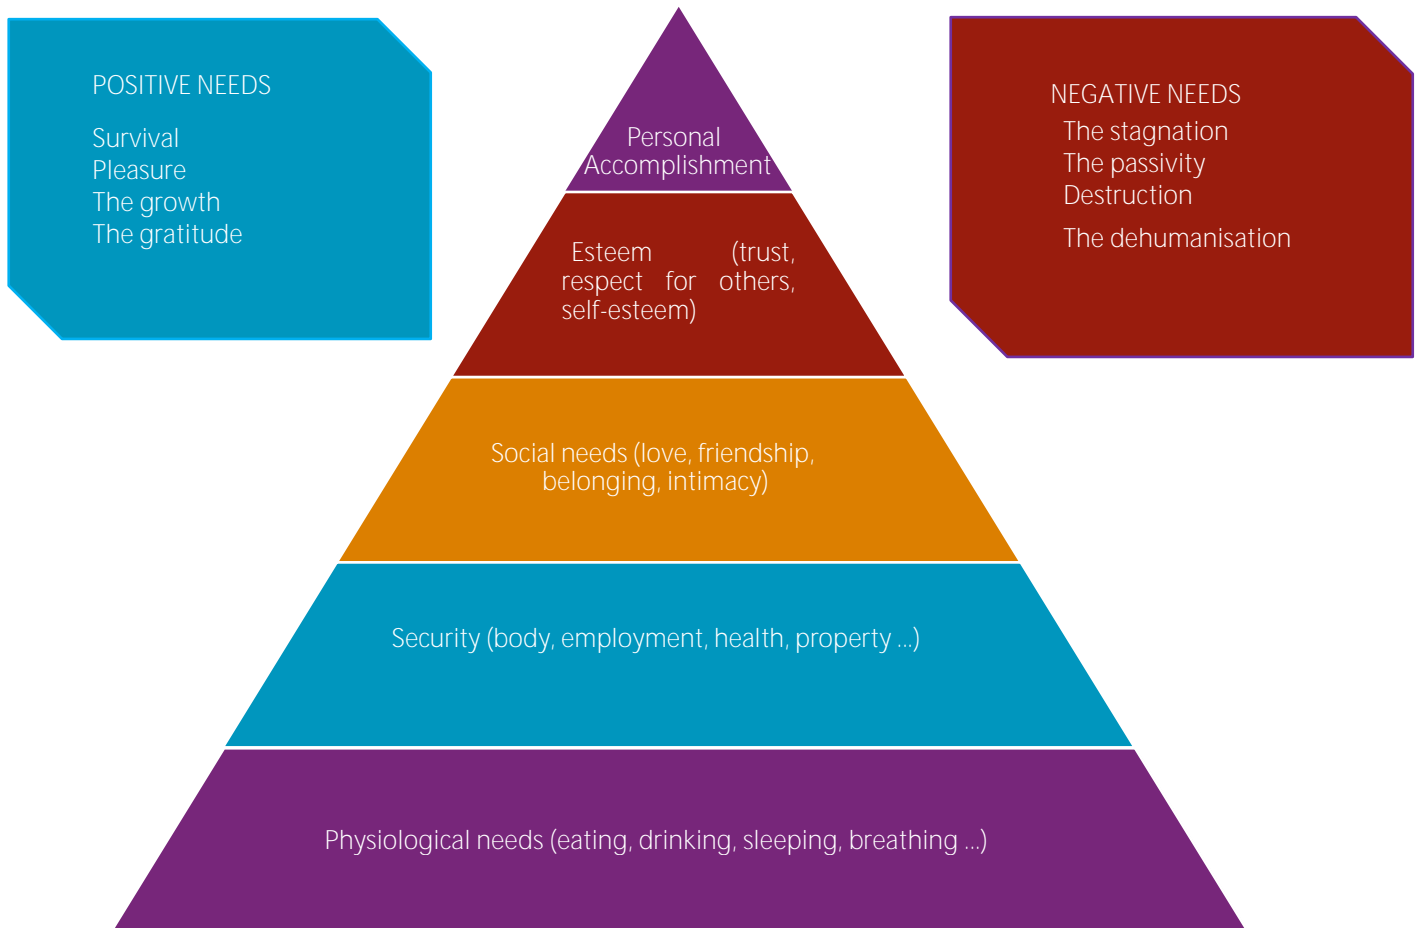 POSITIVE NEEDS
Survival
Pleasure
The growth
The gratitude
NEGATIVE NEEDS
The stagnation
The passivity
Destruction
The dehumanisation
Personal
Accomplishment
Esteem (trust,
respect for others,
self-esteem)
Social needs (love, friendship,
belonging, intimacy)
Security (body, employment, health, property ...)
Physiological needs (eating, drinking, sleeping, breathing ...)